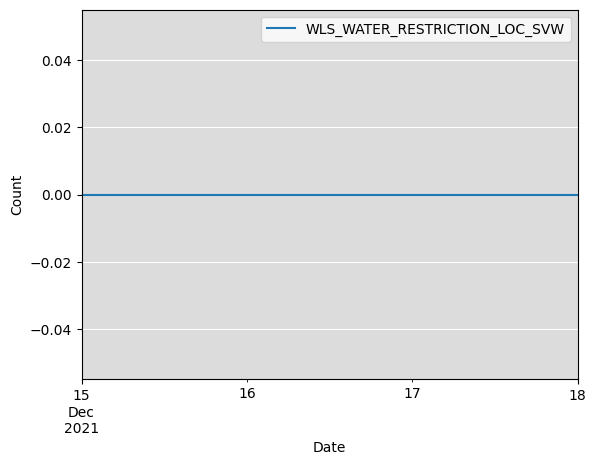 WLS_WATER_RESTRICTION_LOC_SVW
0.04
0.02
0.00
−0.02
−0.04
Count
15
16
17
18
Dec
2021
Date